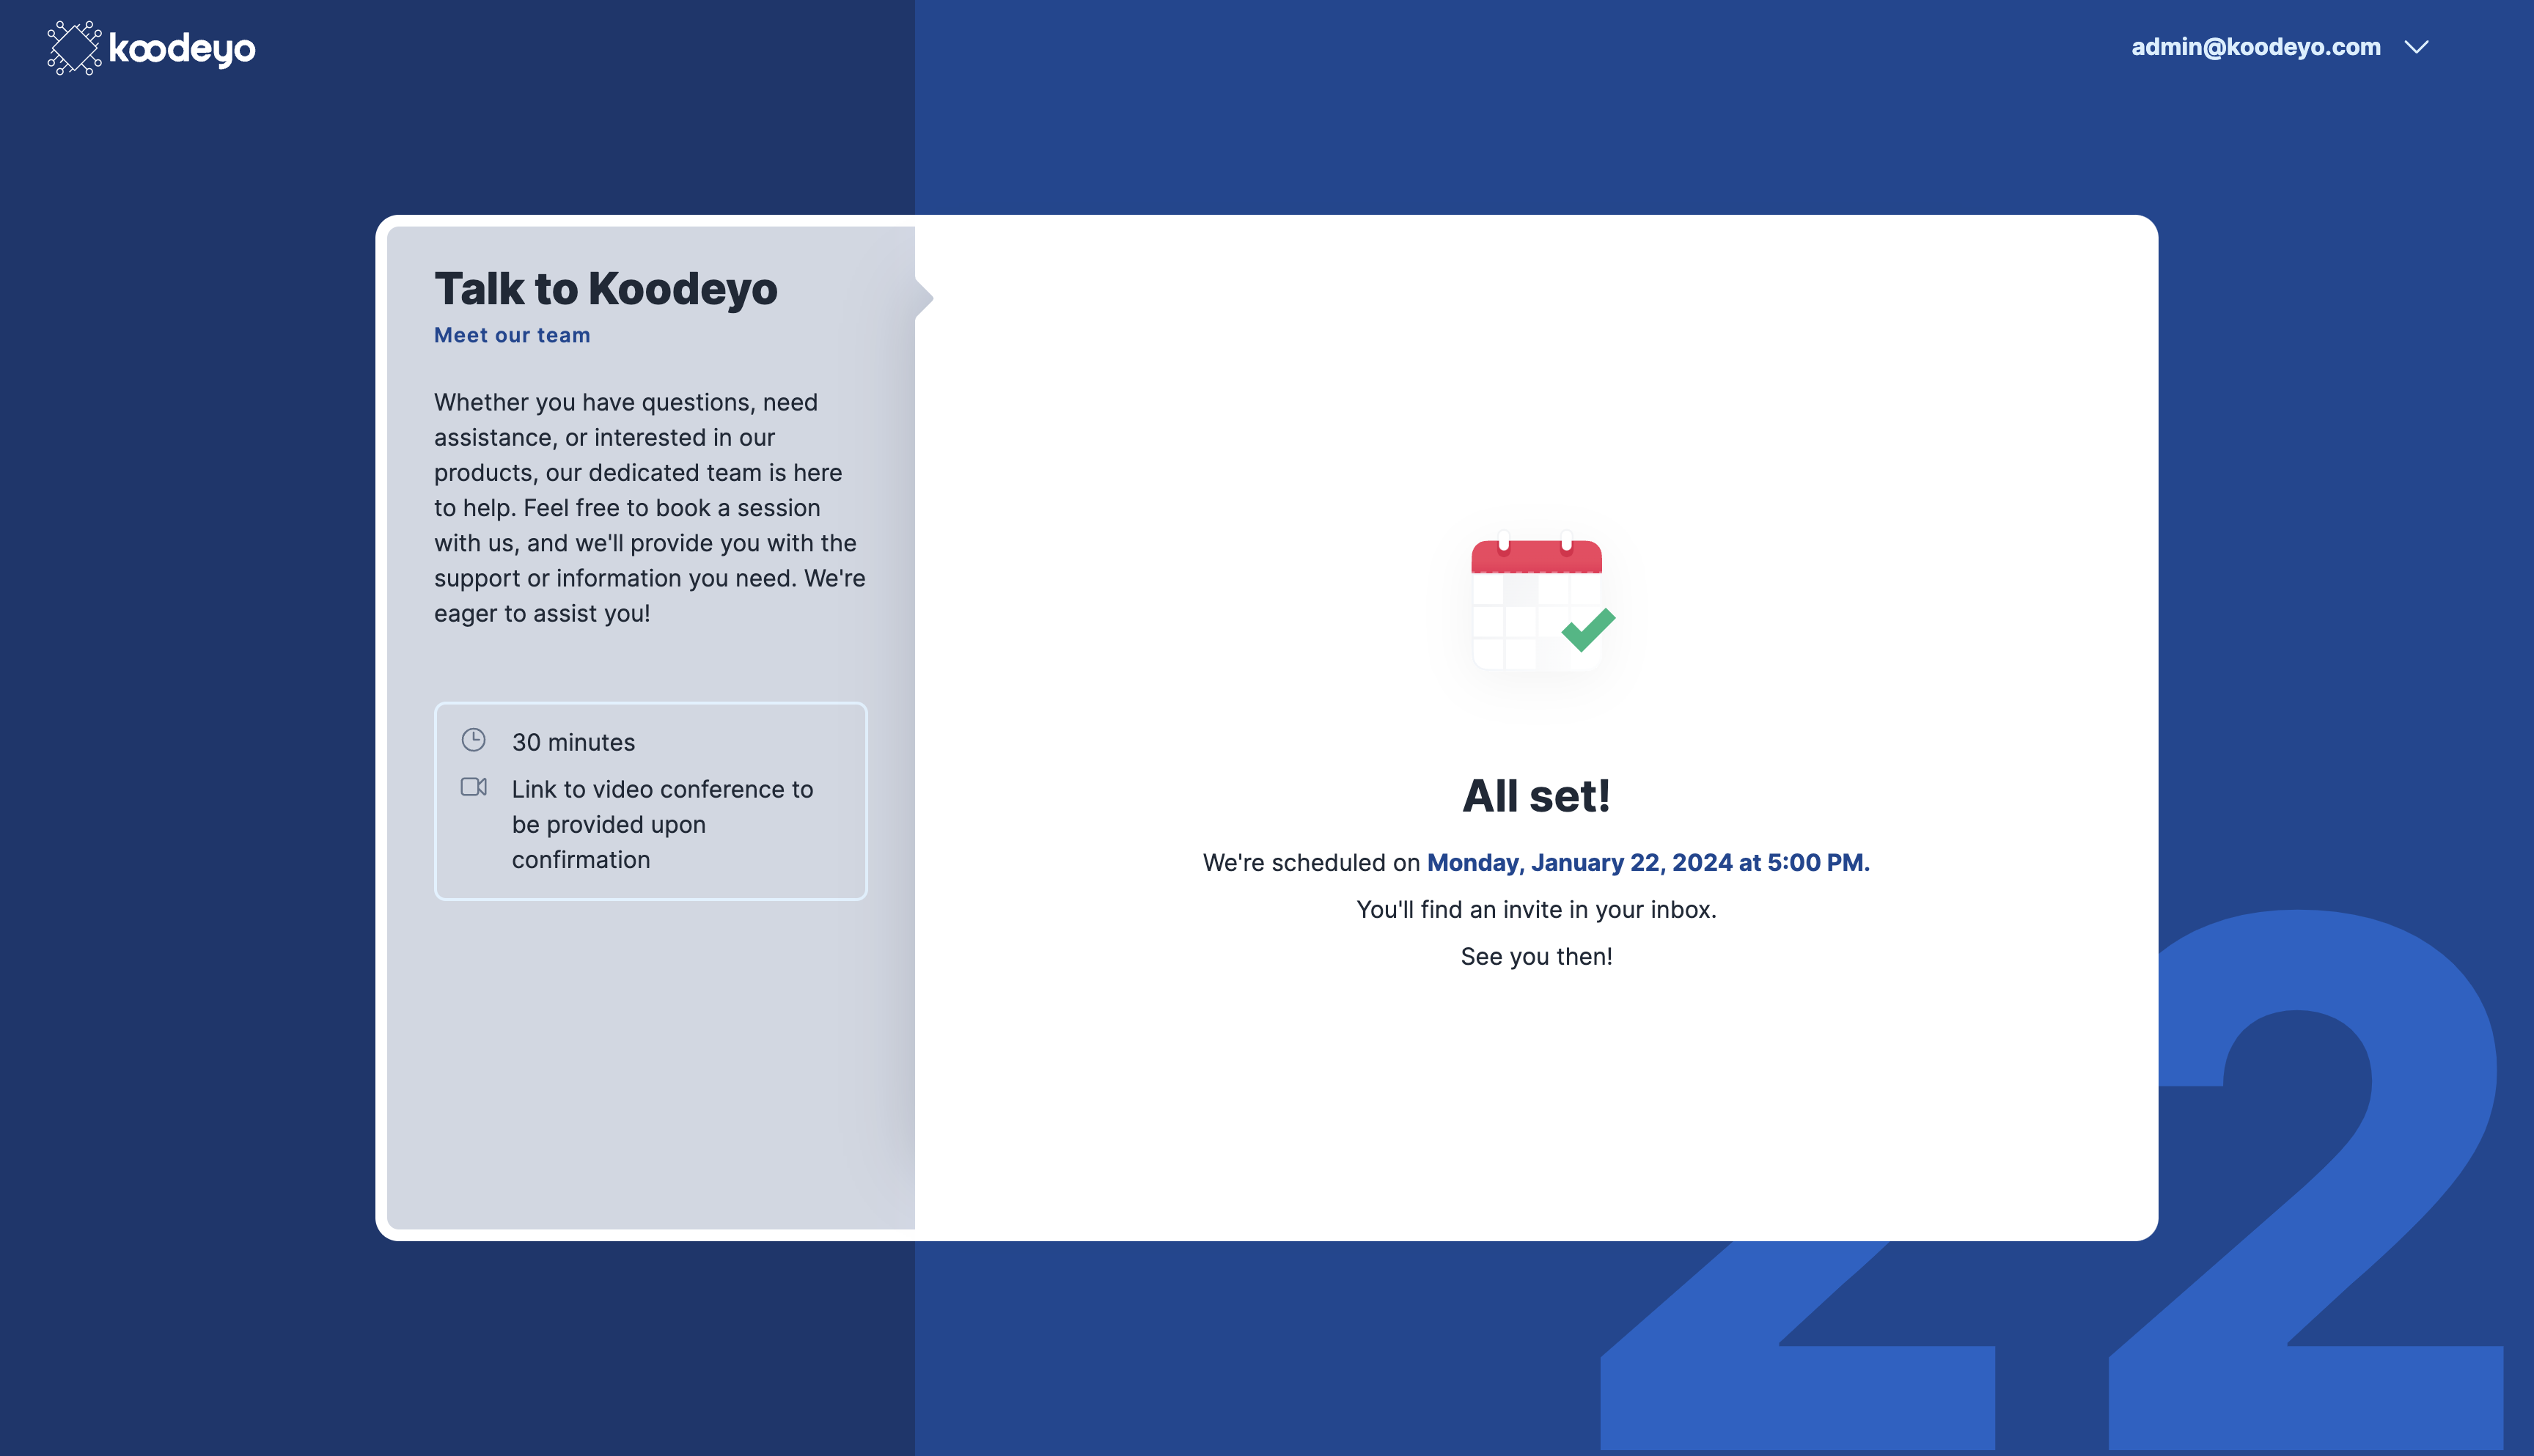 koodeyo
admin@koodeyo.com
Talk to Koodeyo
Meet our team
Whether you have questions, need
assistance, or interested in our
products, our dedicated team is here
to help. Feel free to book a session
with us, and we'll provide you with the
support or information you need. We're
eager to assist you!
30 minutes
Link to video conference to
be provided upon
confirmation
All set!
We're scheduled on Monday, January 22, 2024 at 5:00 PM.
You'll find an invite in your inbox.
See you then!
22